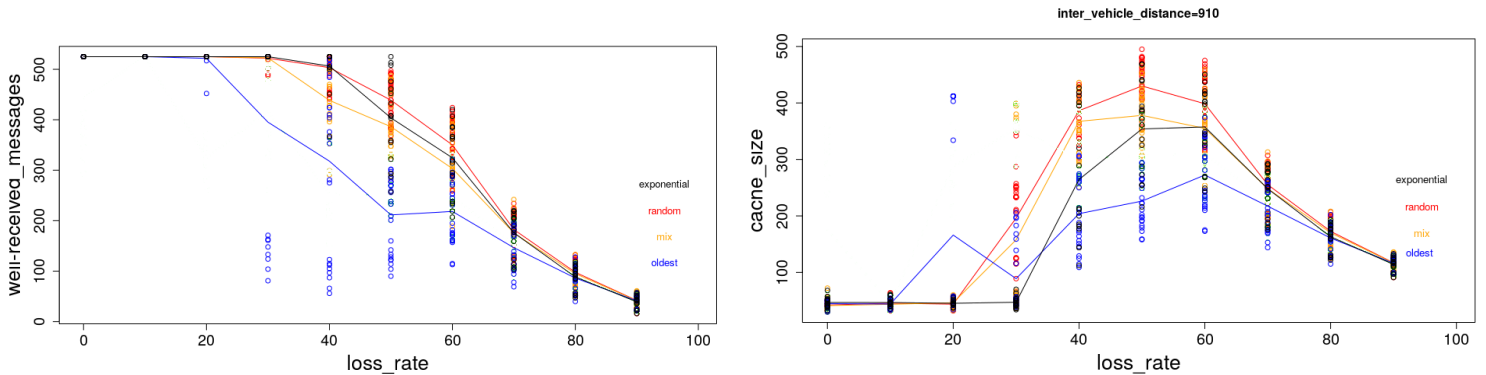 inter_vehicle_distance=910
well-received_messages
0
100
200
300
400
500
0
20
40
60
80
100
loss_rate
exponential
random
mix
oldest
cacne_size
100
200
300
400
500
0
20
40
60
80
100
loss_rate
exponential
random
mix
oldest